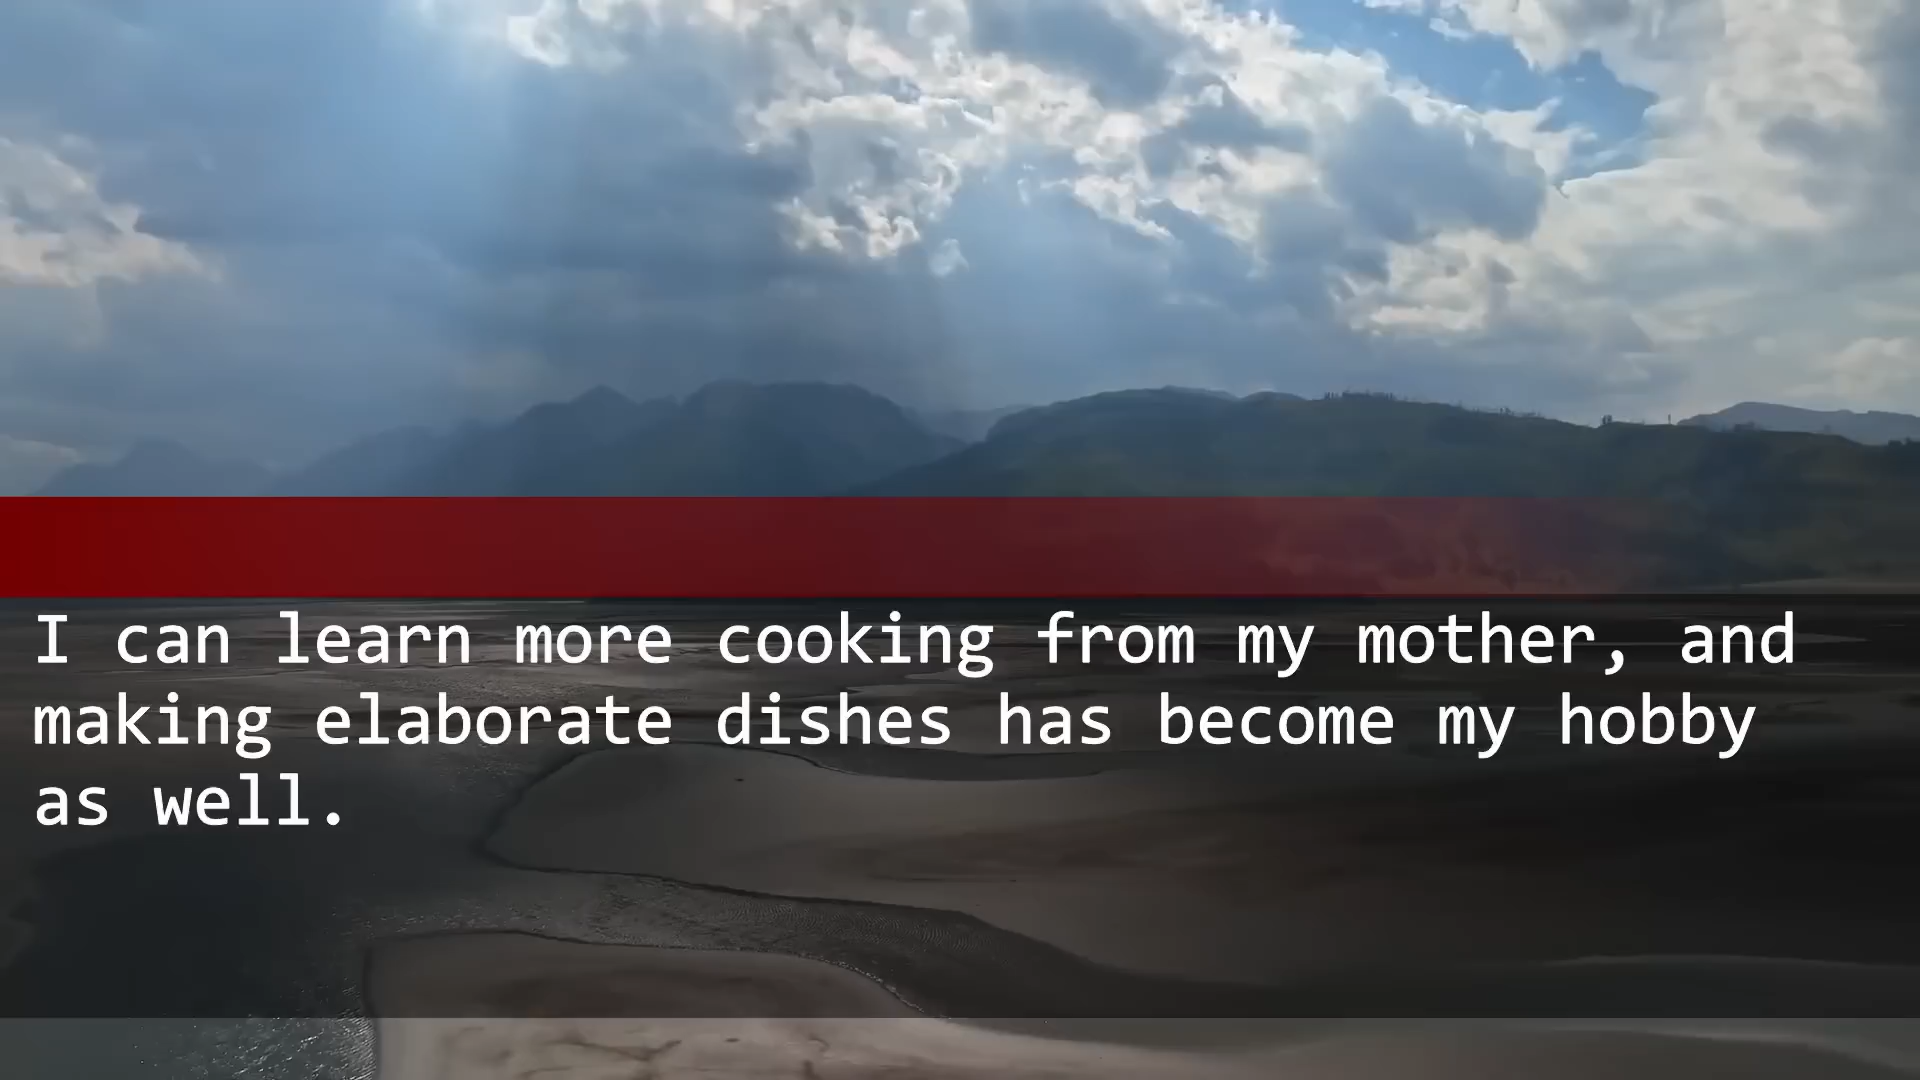 I can learn more cooking from my mother, and
making elaborate dishes has become my hobby
as well.